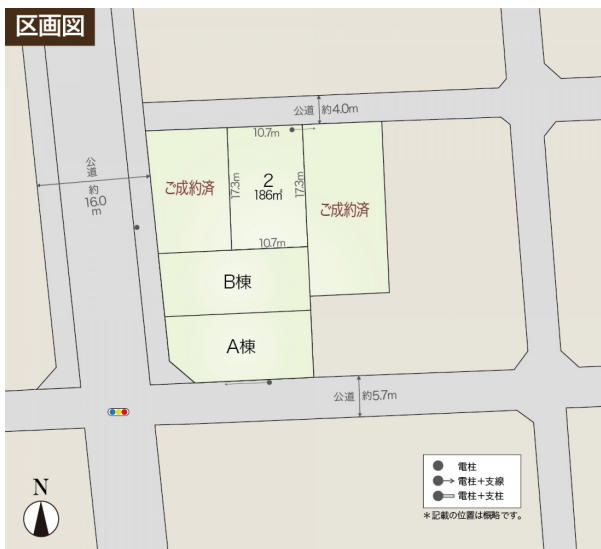 区画図
公道 約4.0m
10.7m
公道
約
16.0
m
ご成約済
17.3m
2
186㎡
17.3m
ご成約済
10.7m
B棟
A棟
公道 約5.7m
N
電柱
電柱+支線
電柱+支柱
*記載の位置は概略です。